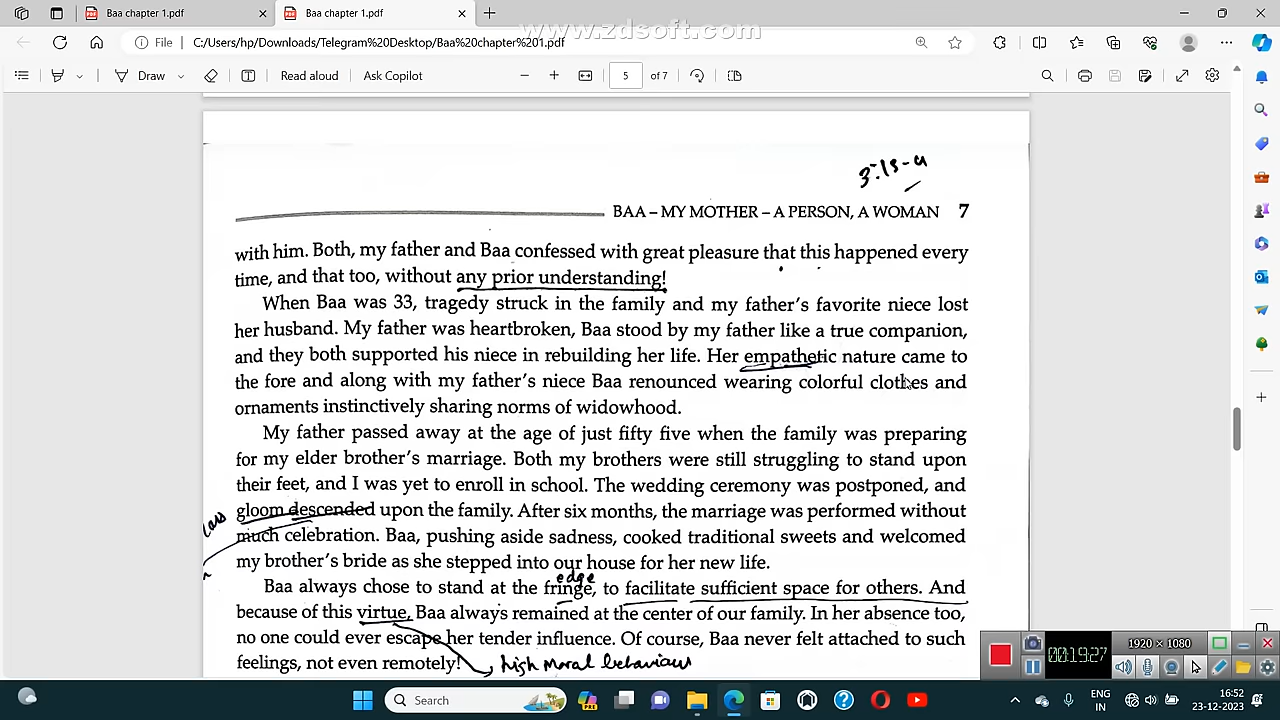 Baa chapter 1.pdf
Baa chapter 1.pdf
www.zdsoft.com
File
C:/Users/hp/Downloads/Telegram%20Desktop/Baa%20chapter%201.pdf
Draw
Read aloud
Ask Copilot
5
of 7
BAA – MY MOTHER – A PERSON, A WOMAN 7
with him. Both, my father and Baa confessed with great pleasure that this happened every
time, and that too, without any prior understanding!
When Baa was 33, tragedy struck in the family and my father's favorite niece lost
her husband. My father was heartbroken, Baa stood by my father like a true companion,
and they both supported his niece in rebuilding her life. Her empathetic nature came to
the fore and along with my father's niece Baa renounced wearing colorful clothes and
ornaments instinctively sharing norms of widowhood.
My father passed away at the age of just fifty five when the family was preparing
for my elder brother's marriage. Both my brothers were still struggling to stand upon
their feet, and I was yet to enroll in school. The wedding ceremony was postponed, and
gloom descended upon the family. After six months, the marriage was performed without
much celebration. Baa, pushing aside sadness, cooked traditional sweets and welcomed
my brother's bride as she stepped into our house for her new life.
edge
Baa always chose to stand at the fringe, to facilitate sufficient space for others. And
because of this virtue, Baa always remained at the center of our family. In her absence too,
no one could ever escape her tender influence. Of course, Baa never felt attached to such
feelings, not even remotely!
high moral behaviour
1920 × 1080
00:19:27
Search
ENG
IN
16:52
23-12-2023